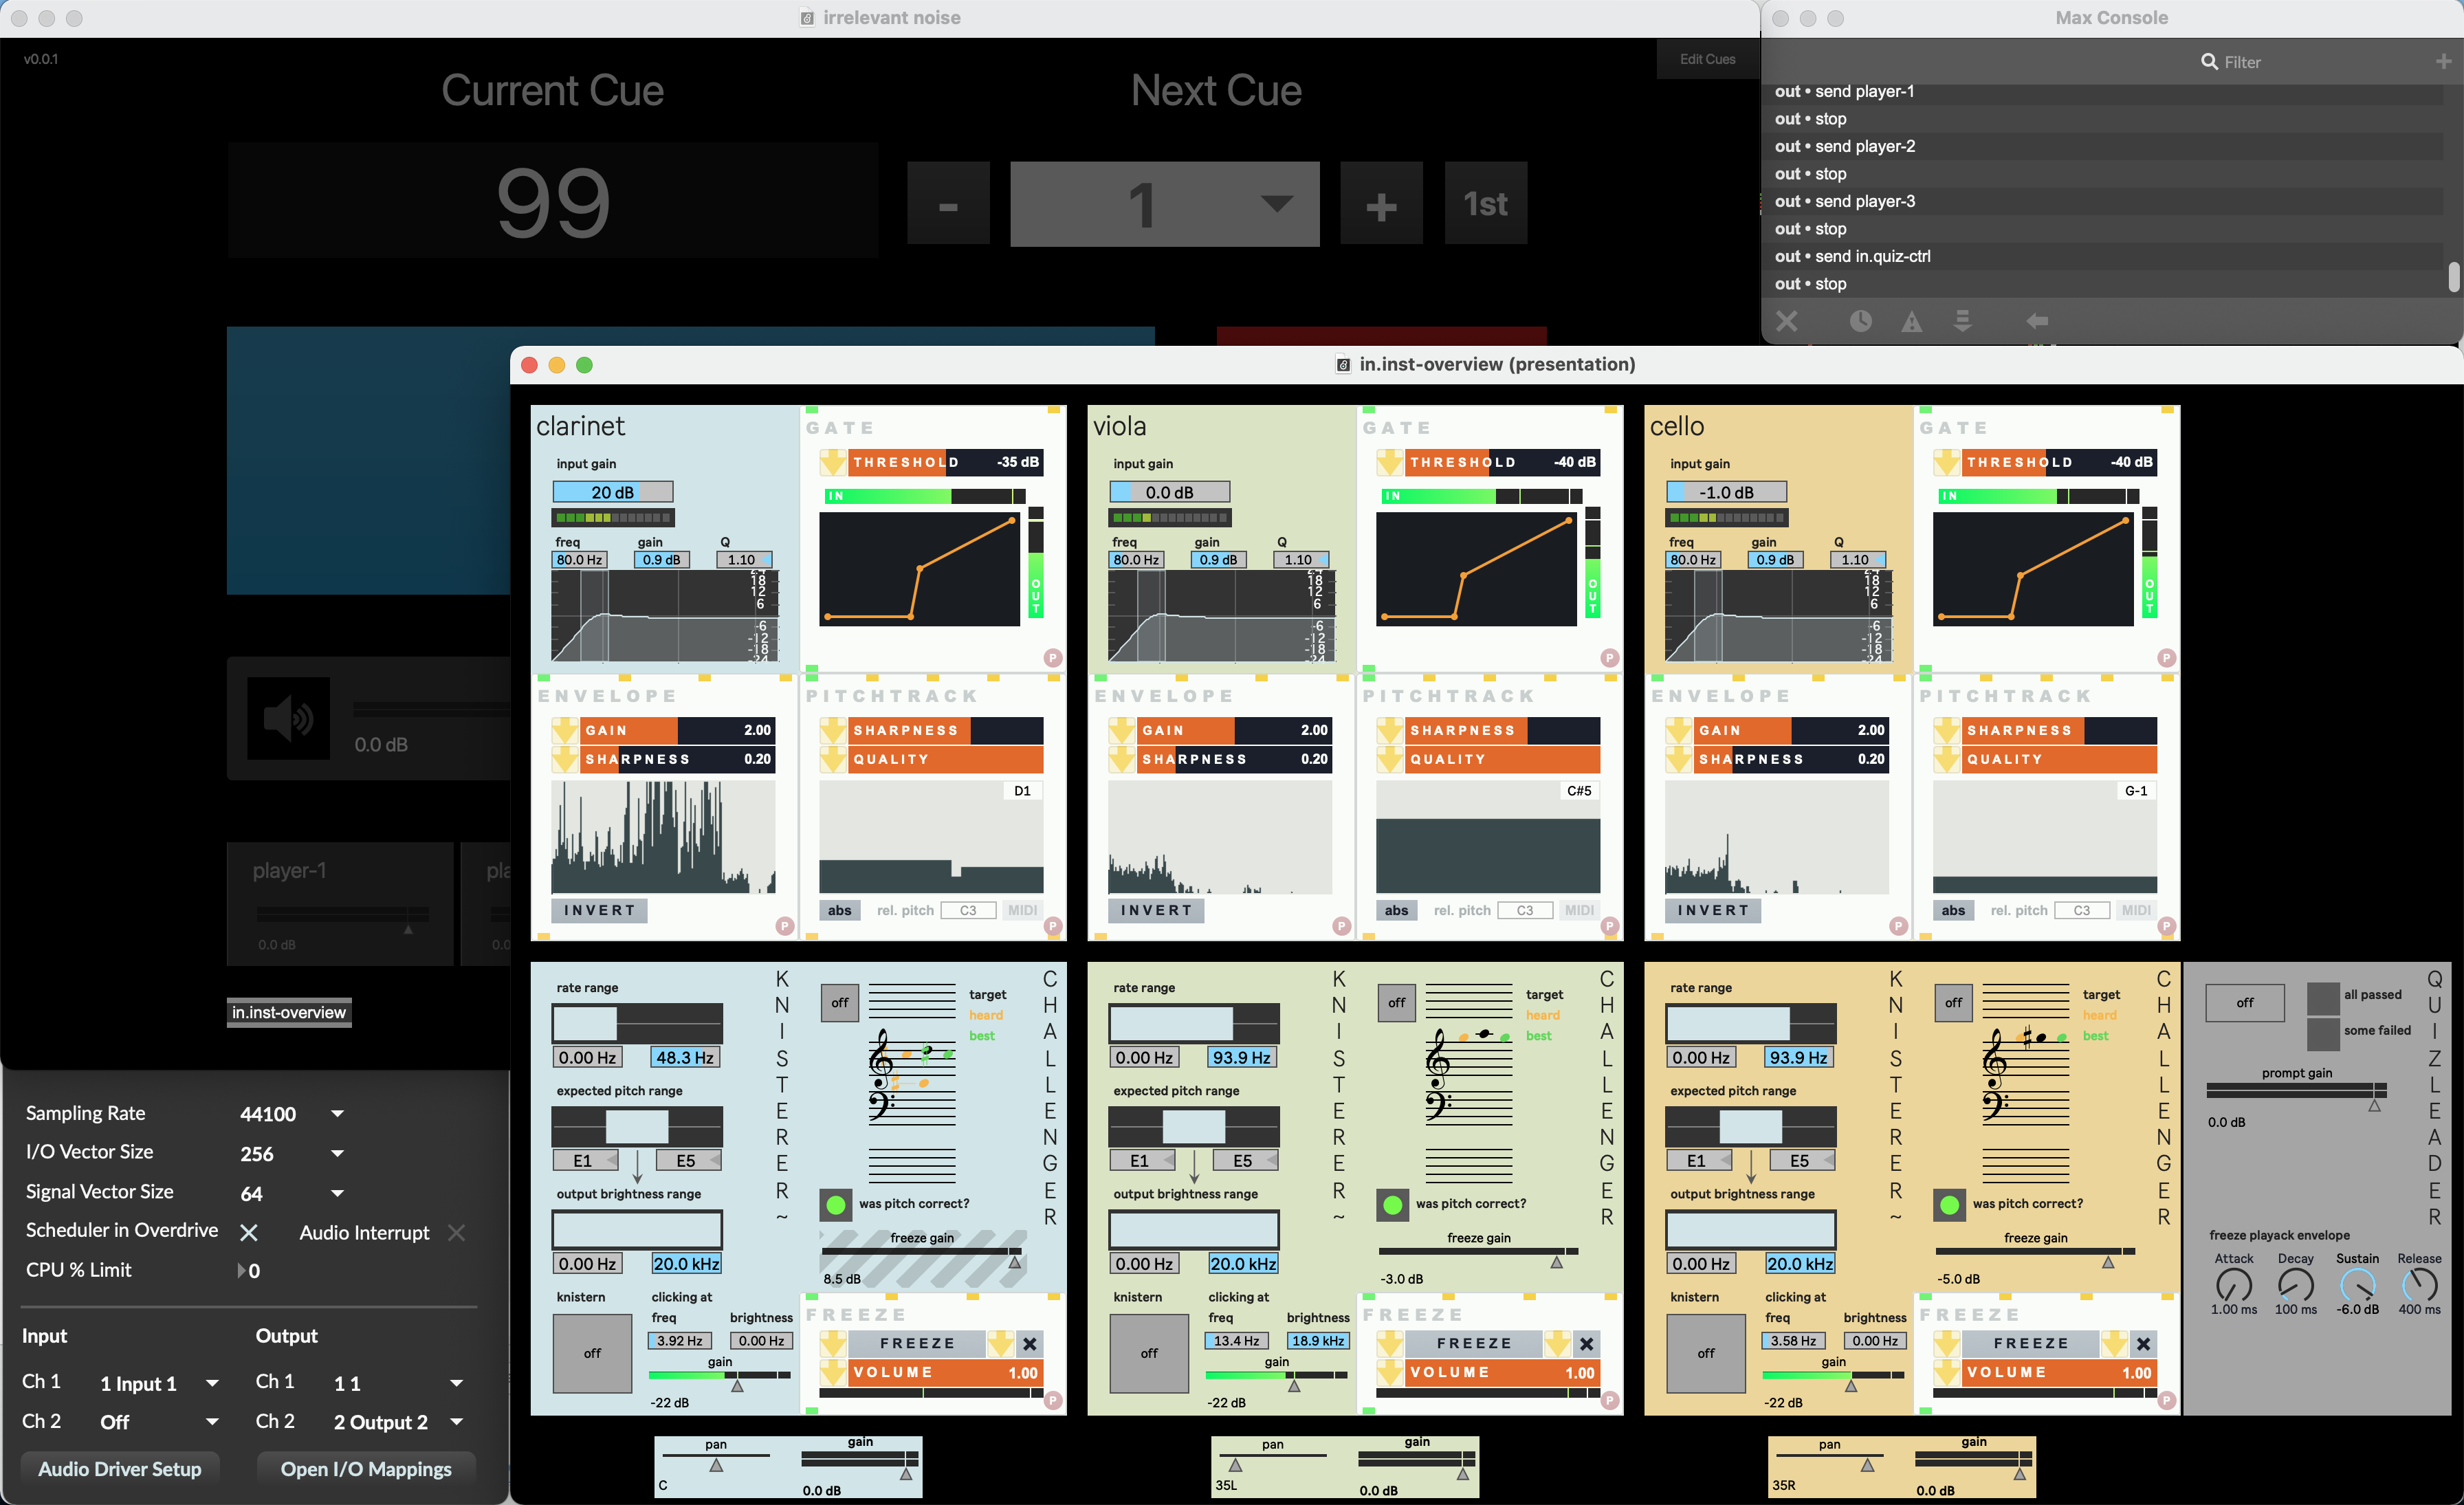 irrelevant noise
v0.0.1
Edit Cues
Current Cue
Next Cue
99
-
1
+
1st
0.0 dB
player-1
0.0 dB
in.inst-overview
Max Console
Filter
out • send player-1
out • stop
out • send player-2
out • stop
out • send player-3
out • stop
out • send in.quiz-ctrl
out • stop
Sampling Rate 44100
I/O Vector Size 256
Signal Vector Size 64
Scheduler in Overdrive Audio Interrupt
CPU % Limit 0
Input Output
Ch 1 1 Input 1 Ch 1 1 1
Ch 2 Off Ch 2 2 Output 2
Audio Driver Setup Open I/O Mappings
in.inst-overview (presentation)
clarinet
input gain
20 dB
freq gain Q
80.0 Hz 0.9 dB 1.10
18
12
6
-6
-12
-18
-24
GATE
THRESHOLD -35 dB
IN
OUT
P
ENVELOPE
GAIN 2.00
SHARPNESS 0.20
INVERT
P
PITCHTRACK
SHARPNESS
QUALITY
D1
abs rel. pitch C3 MIDI
P
viola
input gain
0.0 dB
freq gain Q
80.0 Hz 0.9 dB 1.10
18
12
6
-6
-12
-18
-24
GATE
THRESHOLD -40 dB
IN
OUT
P
ENVELOPE
GAIN 2.00
SHARPNESS 0.20
INVERT
P
PITCHTRACK
SHARPNESS
QUALITY
C#5
abs rel. pitch C3 MIDI
P
cello
input gain
-1.0 dB
freq gain Q
80.0 Hz 0.9 dB 1.10
18
12
6
-6
-12
-18
-24
GATE
THRESHOLD -40 dB
IN
OUT
P
ENVELOPE
GAIN 2.00
SHARPNESS 0.20
INVERT
P
PITCHTRACK
SHARPNESS
QUALITY
G-1
abs rel. pitch C3 MIDI
P
rate range
0.00 Hz 48.3 Hz
expected pitch range
E1 E5
output brightness range
0.00 Hz 20.0 kHz
knistern
off
clicking at
freq brightness
3.92 Hz 0.00 Hz
gain
-22 dB
KNISTERER~
off
target
heard
best
was pitch correct?
freeze gain
8.5 dB
CHALLENGER
FREEZE
FREEZE
VOLUME 1.00
P
rate range
0.00 Hz 93.9 Hz
expected pitch range
E1 E5
output brightness range
0.00 Hz 20.0 kHz
knistern
off
clicking at
freq brightness
13.4 Hz 18.9 kHz
gain
-22 dB
KNISTERER~
off
target
heard
best
was pitch correct?
freeze gain
-3.0 dB
CHALLENGER
FREEZE
FREEZE
VOLUME 1.00
P
rate range
0.00 Hz 93.9 Hz
expected pitch range
E1 E5
output brightness range
0.00 Hz 20.0 kHz
knistern
off
clicking at
freq brightness
3.58 Hz 0.00 Hz
gain
-22 dB
KNISTERER~
off
target
heard
best
was pitch correct?
freeze gain
-5.0 dB
CHALLENGER
FREEZE
FREEZE
VOLUME 1.00
P
off
all passed
some failed
prompt gain
0.0 dB
QUIZLEADER
freeze playack envelope
Attack Decay Sustain Release
1.00 ms 100 ms -6.0 dB 400 ms
pan gain
C 0.0 dB
pan gain
35L 0.0 dB
pan gain
35R 0.0 dB